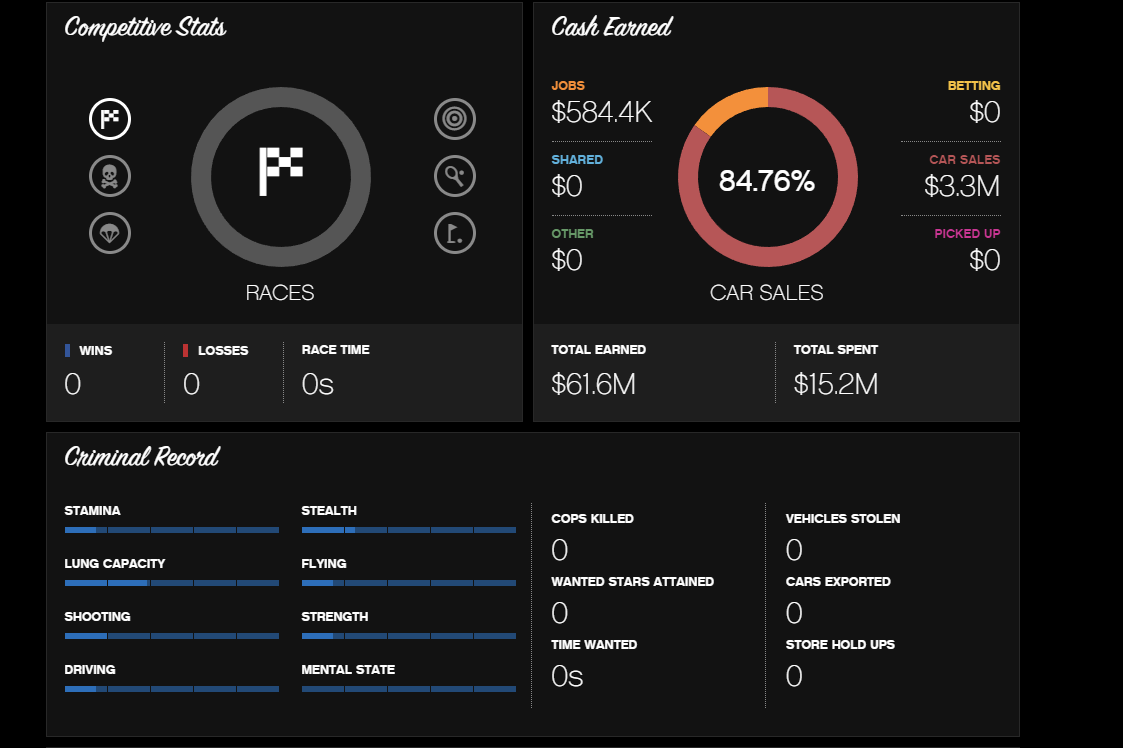 Competitive Stats
RACES
WINS
0
LOSSES
0
RACE TIME
0s
Cash Earned
JOBS
$584.4K
SHARED
$0
OTHER
$0
84.76%
CAR SALES
BETTING
$0
CAR SALES
$3.3M
PICKED UP
$0
TOTAL EARNED
$61.6M
TOTAL SPENT
$15.2M
Criminal Record
STAMINA
LUNG CAPACITY
SHOOTING
DRIVING
STEALTH
FLYING
STRENGTH
MENTAL STATE
COPS KILLED
0
WANTED STARS ATTAINED
0
TIME WANTED
0s
VEHICLES STOLEN
0
CARS EXPORTED
0
STORE HOLD UPS
0